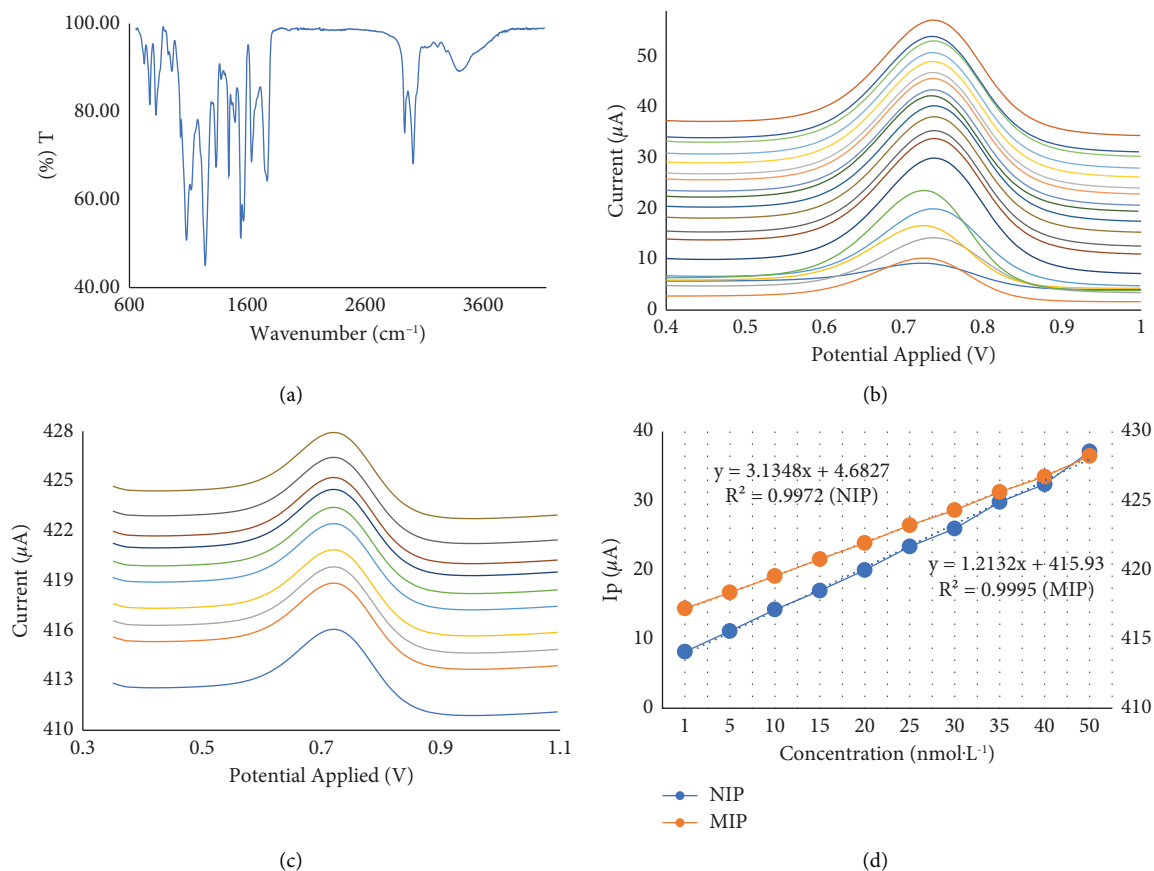 100.00
80.00
60.00
40.00
(%) T
600
1600
2600
3600
Wavenumber (cm⁻¹)
(a)
50
40
30
20
10
0
Current (μA)
0.4
0.5
0.6
0.7
0.8
0.9
1
Potential Applied (V)
(b)
428
425
422
419
416
413
410
Current (μA)
0.3
0.5
0.7
0.9
1.1
Potential Applied (V)
(c)
40
30
20
10
0
Ip (μA)
430
425
420
415
410
y = 3.1348x + 4.6827
R² = 0.9972 (NIP)
y = 1.2132x + 415.93
R² = 0.9995 (MIP)
1
5
10
15
20
25
30
35
40
50
Concentration (nmol·L⁻¹)
NIP
MIP
(d)